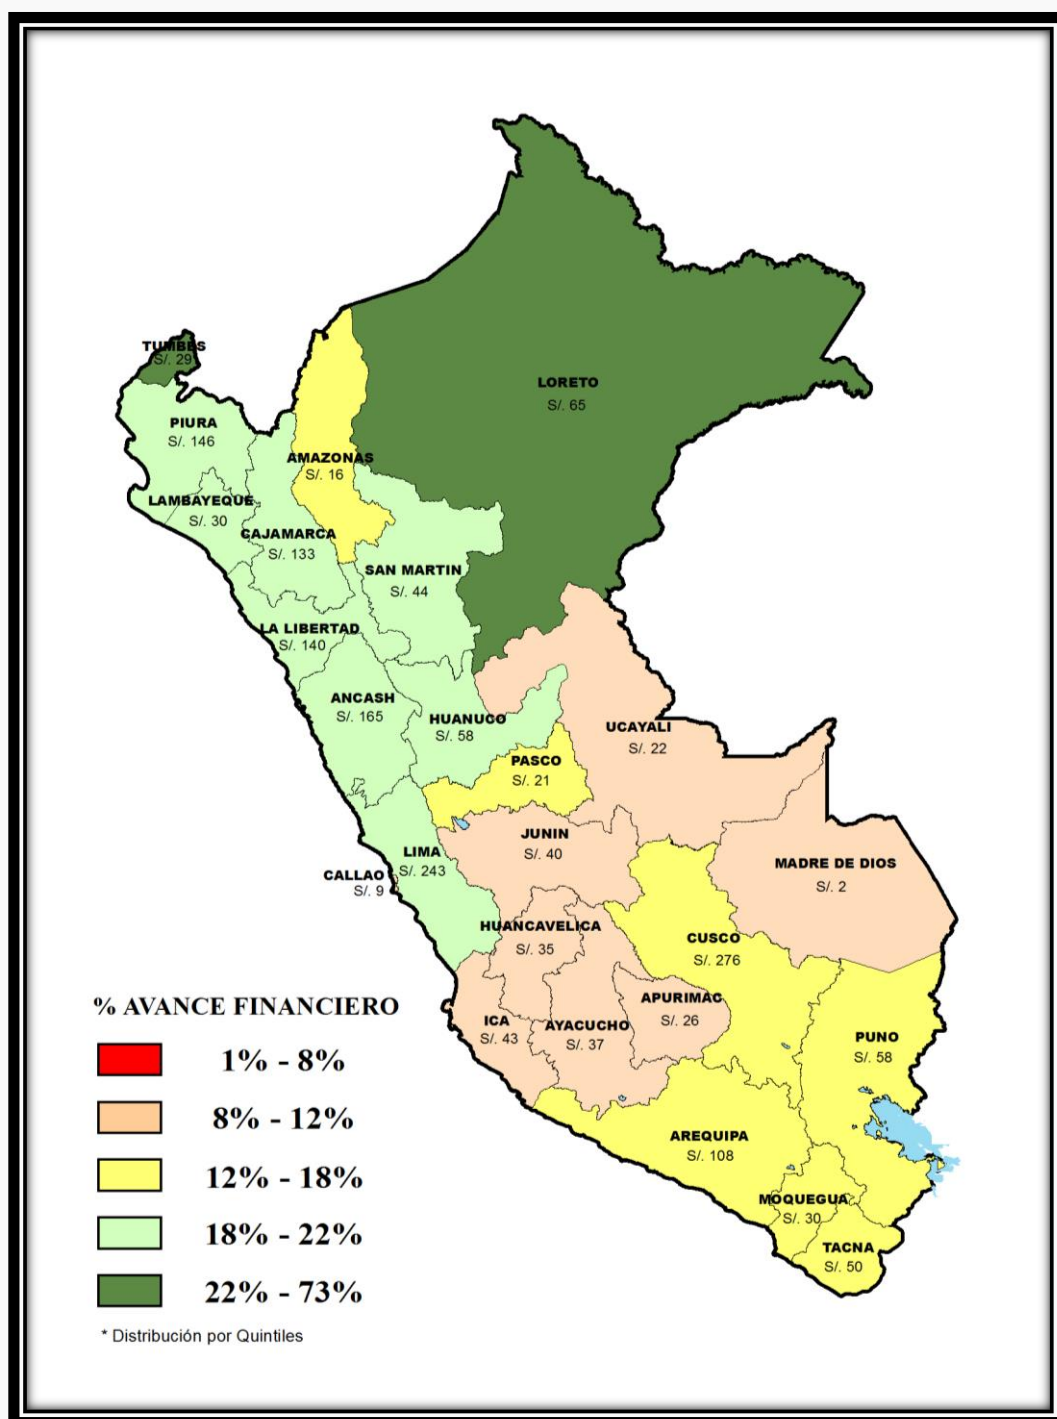 TUMBES
S/. 29
LORETO
S/. 65
PIURA
S/. 146
AMAZONAS
S/. 16
LAMBAYEQUE
S/. 30
CAJAMARCA
S/. 133
SAN MARTIN
S/. 44
LA LIBERTAD
S/. 140
ANCASH
S/. 165
HUANUCO
S/. 58
UCAYALI
S/. 22
PASCO
S/. 21
JUNIN
S/. 40
LIMA
S/. 243
MADRE DE DIOS
S/. 2
CALLAO
S/. 9
HUANCAVELICA
S/. 35
CUSCO
S/. 276
APURIMAC
S/. 26
ICA
S/. 43
AYACUCHO
S/. 37
PUNO
S/. 58
AREQUIPA
S/. 108
MOQUEGUA
S/. 30
TACNA
S/. 50
% AVANCE FINANCIERO
1% - 8%
8% - 12%
12% - 18%
18% - 22%
22% - 73%
* Distribución por Quintiles